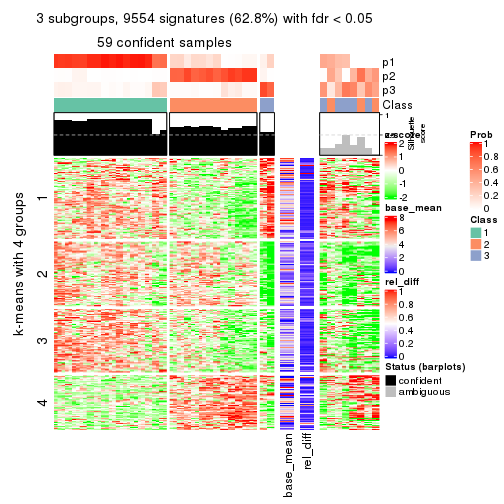 3 subgroups, 9554 signatures (62.8%) with fdr < 0.05
59 confident samples
p1
p2
p3
Class
1
0
Silhouette
score
k-means with 4 groups
1
2
3
4
base_mean
rel_diff
z-score
2
1
0
-1
-2
base_mean
8
6
4
2
0
rel_diff
1
0.8
0.6
0.4
0.2
0
Status (barplots)
confident
ambiguous
Prob
1
0.8
0.6
0.4
0.2
0
Class
1
2
3